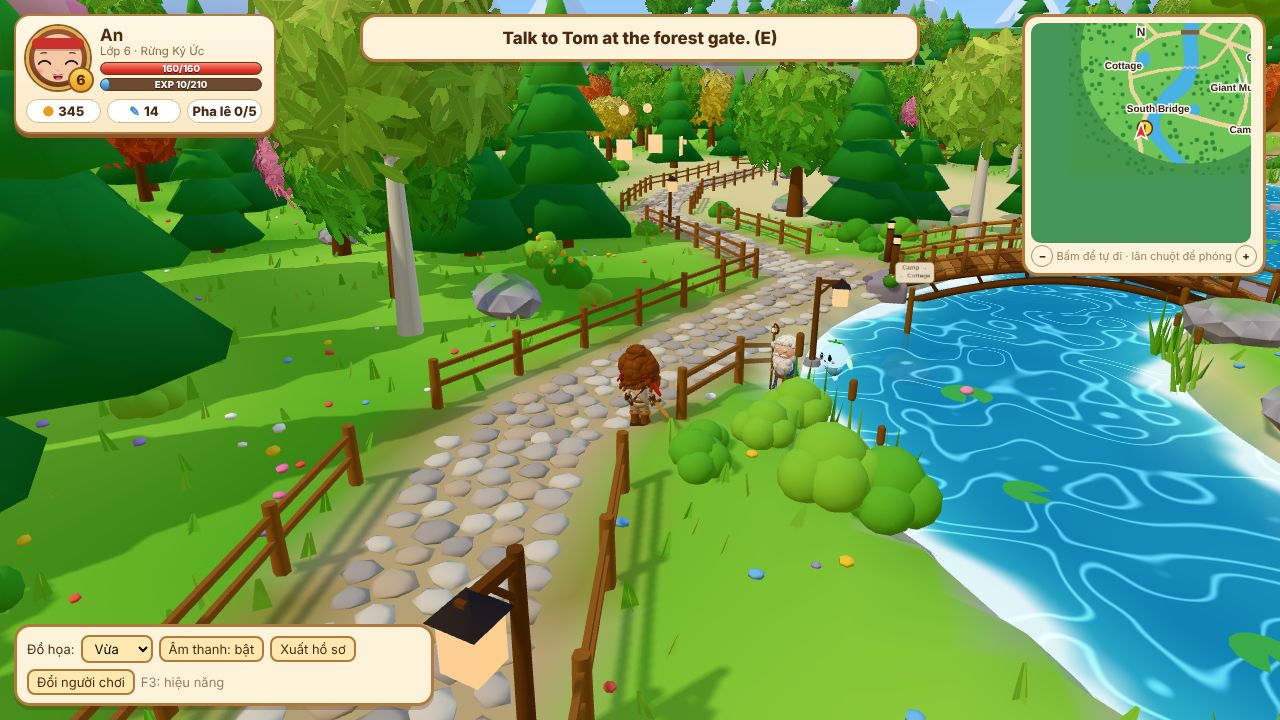 An
Lớp 6 · Rừng Ký Ức
160/160
EXP 10/210
6
345
14
Pha lê 0/5
Talk to Tom at the forest gate. (E)
N
Cottage
Giant Mu
South Bridge
Cam
Bấm để tự đi · lăn chuột để phóng
Camp →
← Cottage
Đồ họa:
Vừa
Âm thanh: bật
Xuất hồ sơ
Đổi người chơi
F3: hiệu năng